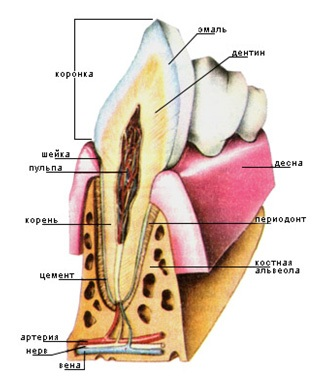 эмаль
дентин
коронка
шейка
пульпа
десна
корень
периодонт
цемент
костная
альвеола
артерия
нерв
вена